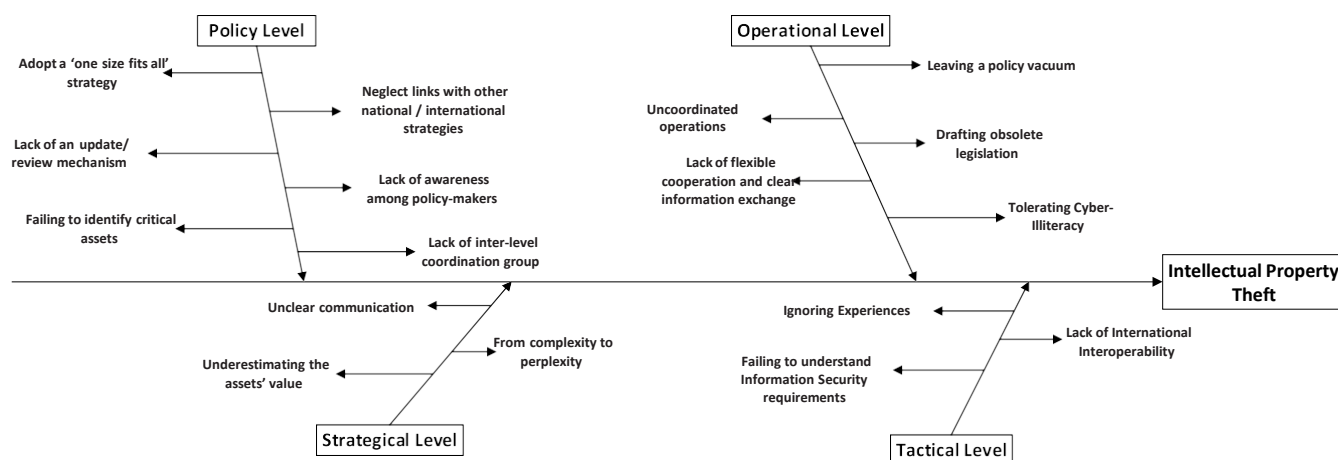 Policy Level
Adopt a ‘one size fits all’
strategy
Neglect links with other
national / international
strategies
Lack of an update/
review mechanism
Lack of awareness
among policy-makers
Failing to identify critical
assets
Lack of inter-level
coordination group
Operational Level
Leaving a policy vacuum
Uncoordinated
operations
Drafting obsolete
legislation
Lack of flexible
cooperation and clear
information exchange
Tolerating Cyber-
Illiteracy
Intellectual Property
Theft
Unclear communication
From complexity to
perplexity
Underestimating the
assets’ value
Strategical Level
Ignoring Experiences
Lack of International
Interoperability
Failing to understand
Information Security
requirements
Tactical Level